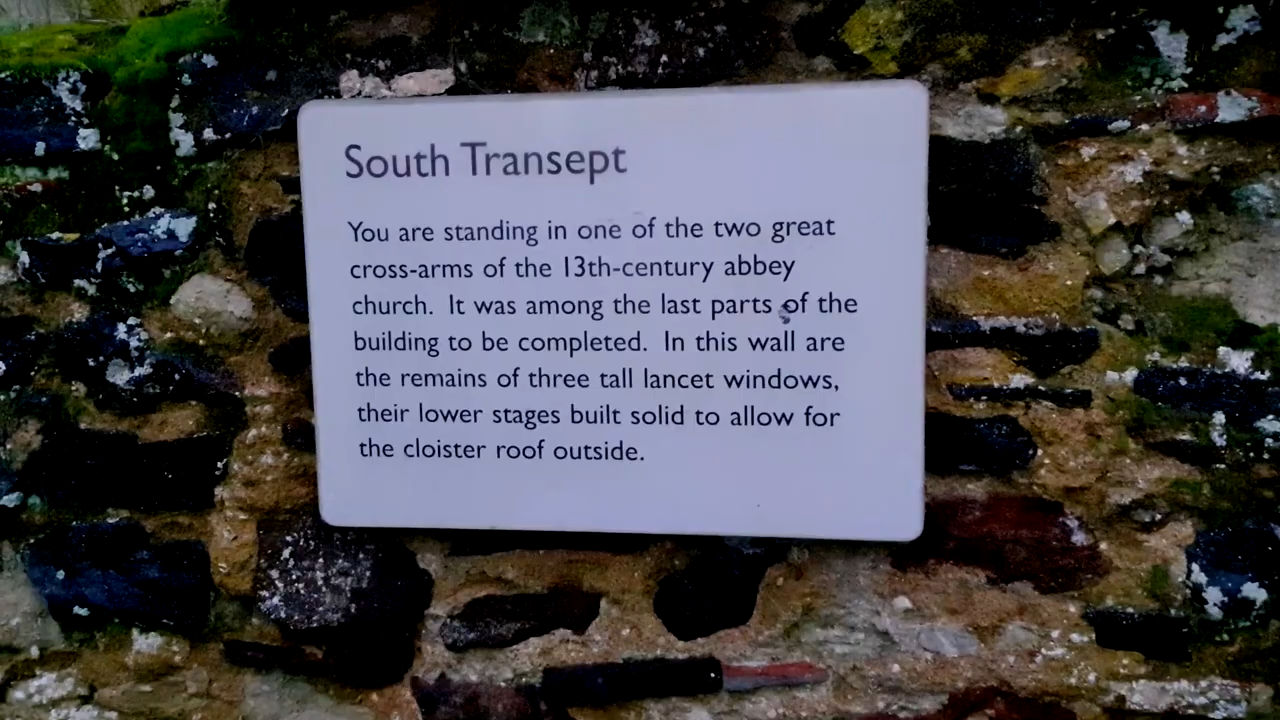 South Transept
You are standing in one of the two great
cross-arms of the 13th-century abbey
church. It was among the last parts of the
building to be completed. In this wall are
the remains of three tall lancet windows,
their lower stages built solid to allow for
the cloister roof outside.